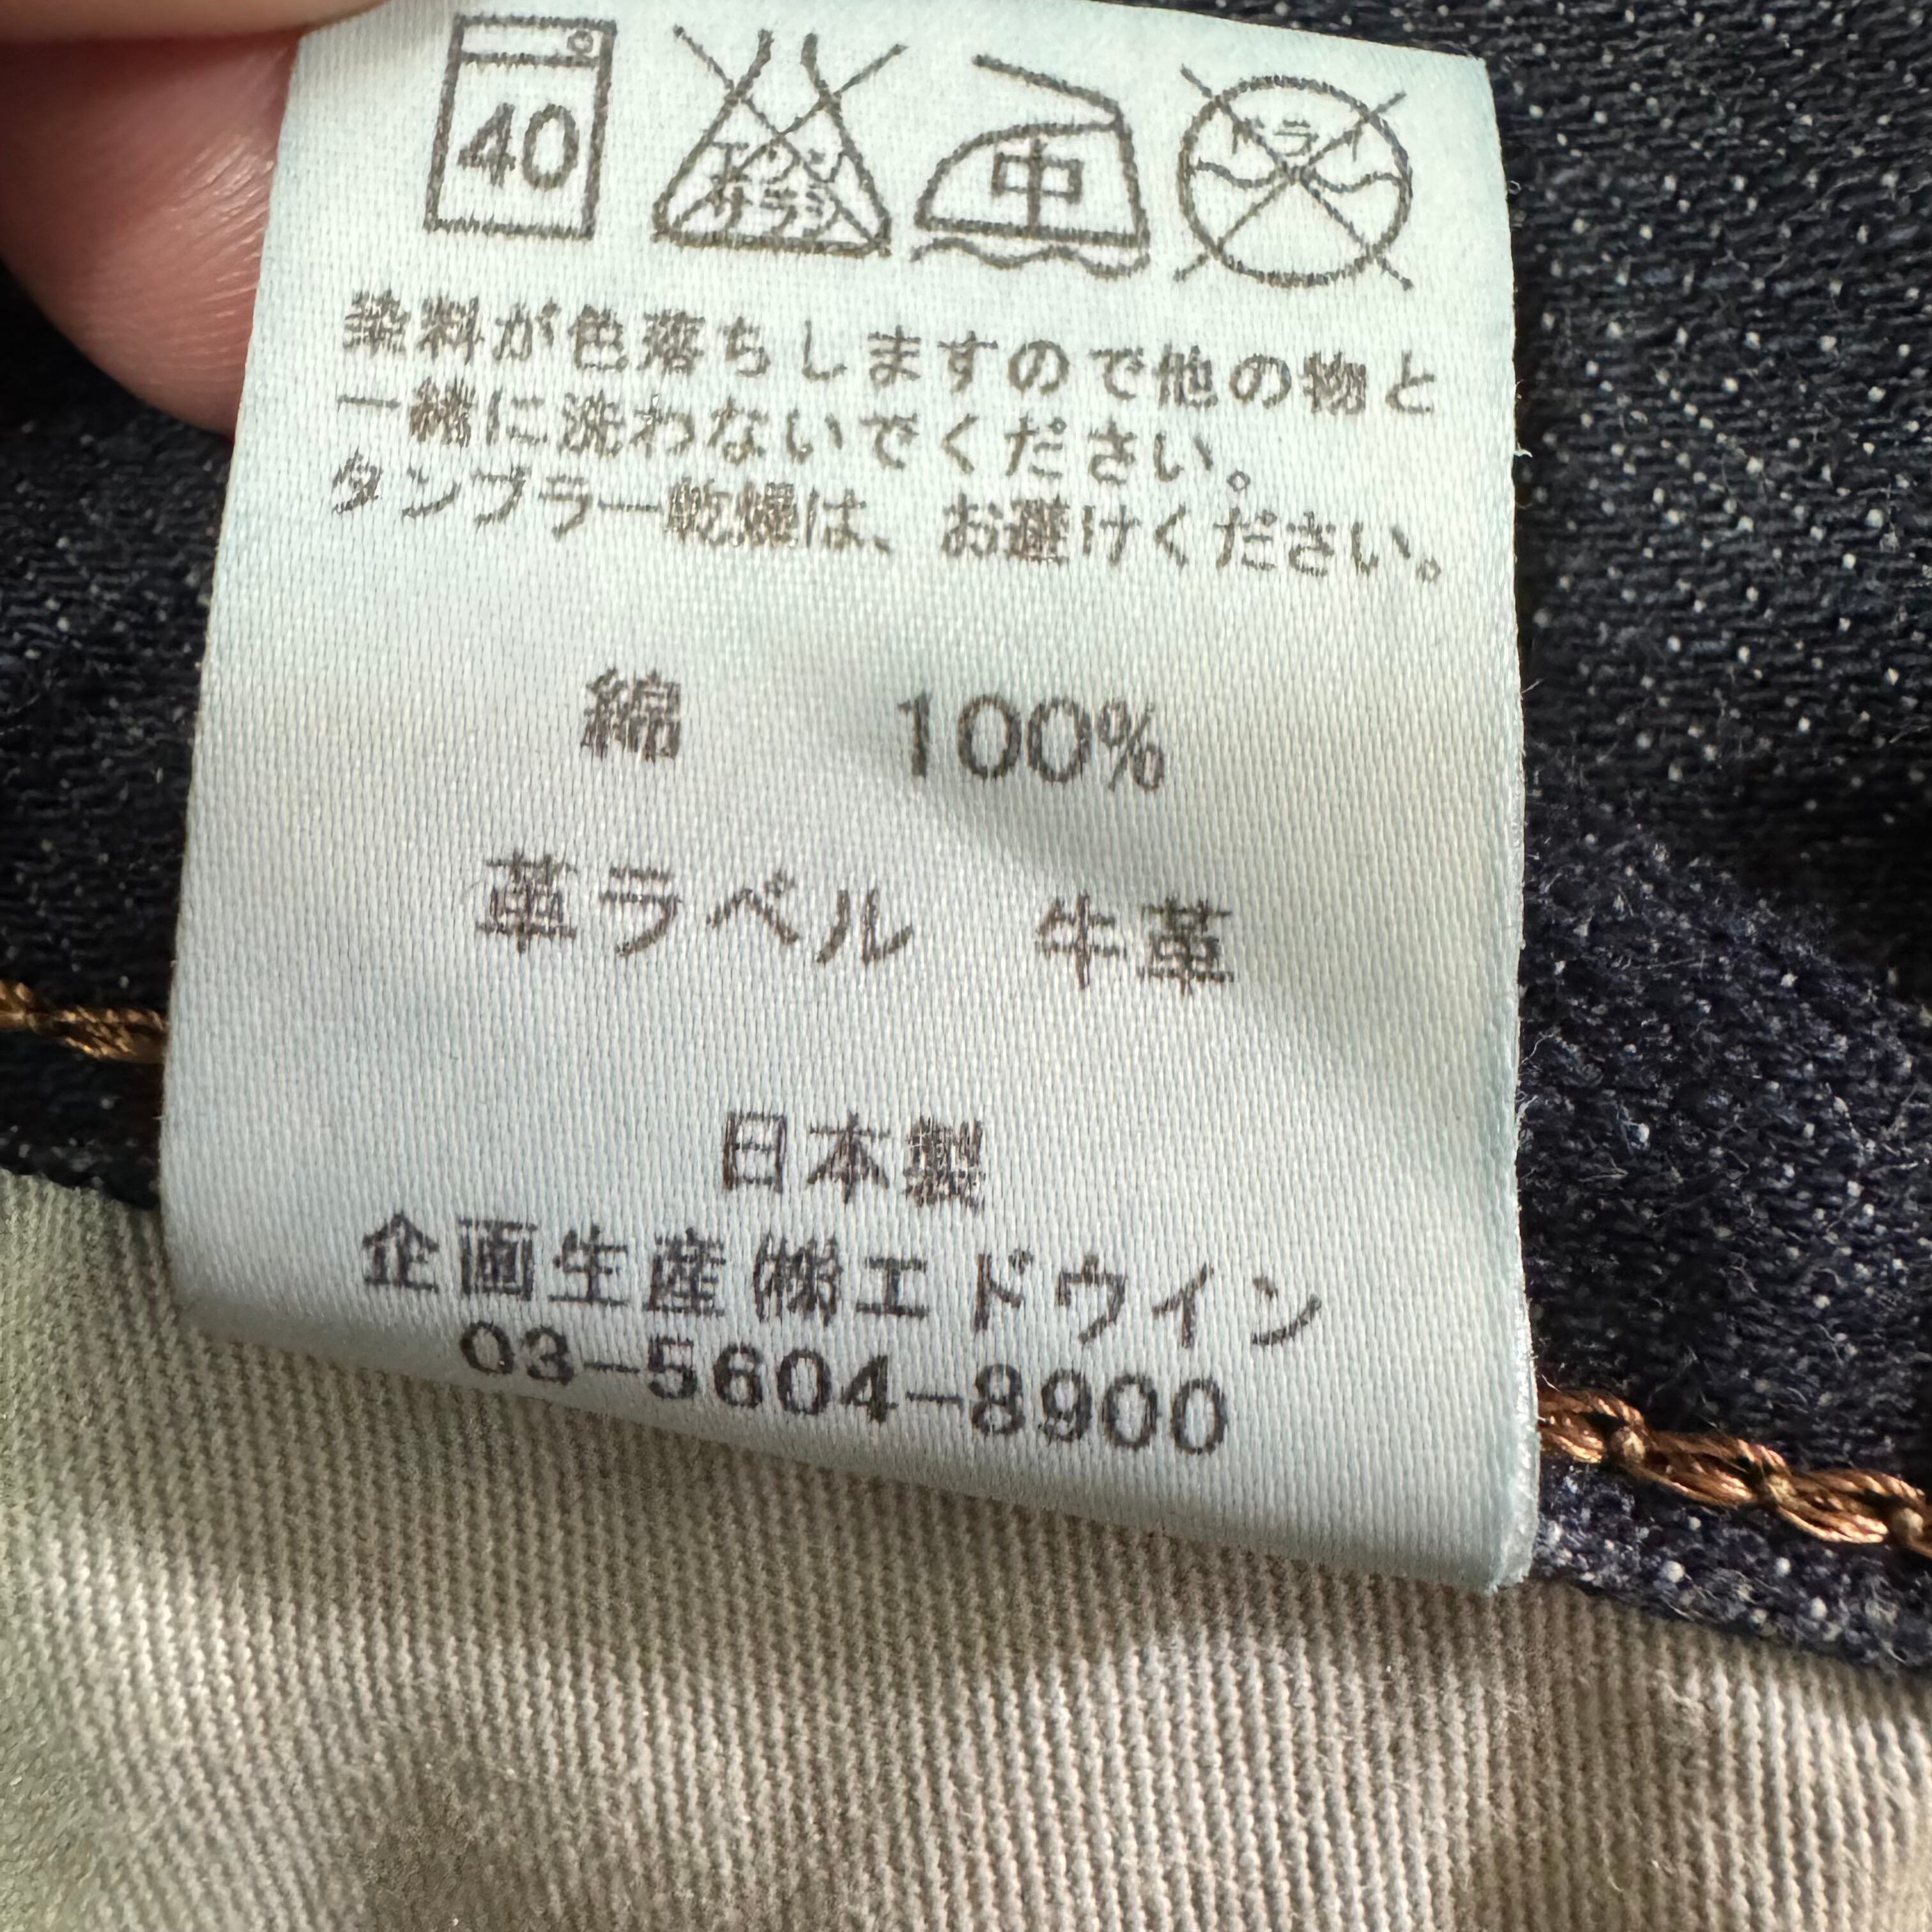 40
エンソ
サラシ
中
ドライ
染料が色落ちしますので他の物と
一緒に洗わないでください。
タンブラー乾燥は、お避けください。
綿 100%
革ラベル 牛革
日本製
企画生産㈱エドウイン
03-5604-8900